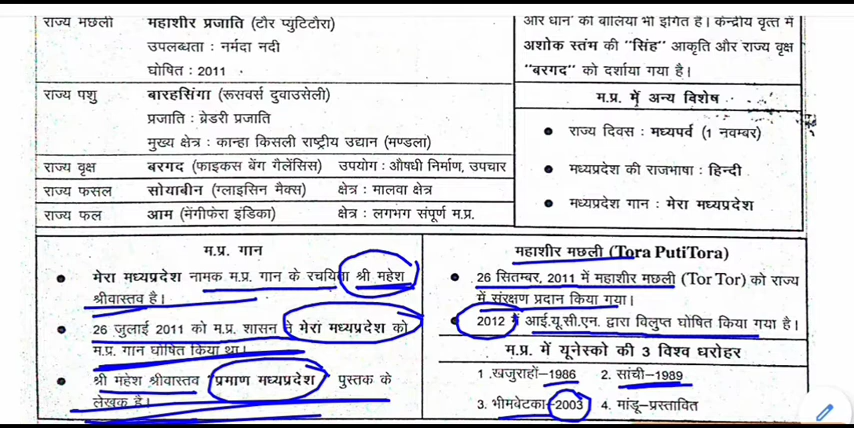 राज्य मछली महाशीर प्रजाति (टौर प्युंटिटौरा)
उपलब्धता : नर्मदा नदी
घोषित : 2011
राज्य पशु बारहसिंगा (रूसवर्स दुवाउसेली)
प्रजाति : ब्रेडरी प्रजाति
मुख्य क्षेत्र : कान्हा किसली राष्ट्रीय उद्यान (मण्डला)
राज्य वृक्ष बरगद (फाइकस बेंग गैलेंसिस) उपयोग : औषधी निर्माण, उपचार
राज्य फसल सोयाबीन (ग्लाइसिन मैक्स) क्षेत्र : मालवा क्षेत्र
राज्य फल आम (मेंगीफेरा इंडिका) क्षेत्र : लगभग संपूर्ण म.प्र.
और धान की बालियां भी इंगित है। केन्द्रीय वृत्त में
अशोक स्तंम की "सिंह" आकृति और राज्य वृक्ष
"बरगद" को दर्शाया गया है।
म.प्र. में अन्य विशेष
• राज्य दिवस : मध्यपर्व (1 नवम्बर)
• मध्यप्रदेश की राजभाषा : हिन्दी
• मध्यप्रदेश गान : मेरा मध्यप्रदेश
म.प्र. गान
• मेरा मध्यप्रदेश नामक म.प्र. गान के रचयिता श्री महेश
श्रीवास्तव है।
• 26 जुलाई 2011 को म.प्र. शासन ने मेरा मध्यप्रदेश को
म.प्र. गान घोषित किया था।
• श्री महेश श्रीवास्तव प्रमाण मध्यप्रदेश पुस्तक के
लेखक है।
महाशीर मछली (Tora PutiTora)
• 26 सितम्बर, 2011 में महाशीर मछली (Tor Tor) को राज्य
में संरक्षण प्रदान किया गया।
• 2012 में आई.यू.सी.एन. द्वारा विलुप्त घोषित किया गया है।
म.प्र. में यूनेस्को की 3 विश्व धरोहर
1 .खजुराहों–1986 2. सांची–1989
3. भीमबेटका–2003 4. मांडू–प्रस्तावित